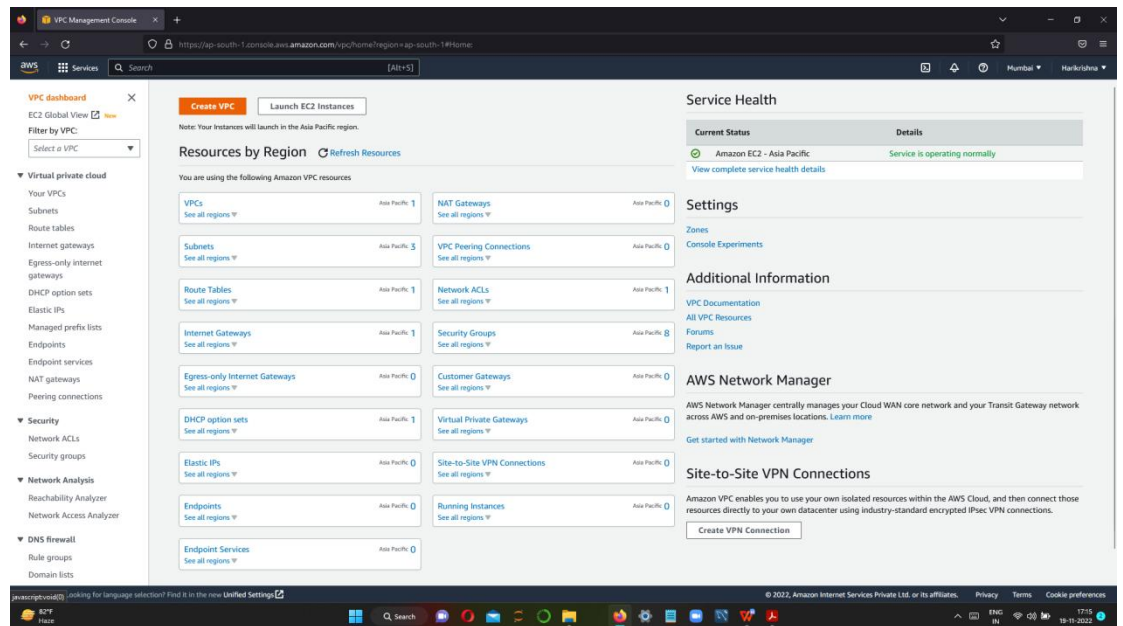 VPC Management Console
https://ap-south-1.console.aws.amazon.com/vpc/home?region=ap-south-1#Home:
aws
Services
Search
[Alt+S]
Mumbai
Harikrishna
VPC dashboard
EC2 Global View New
Filter by VPC:
Select a VPC
Virtual private cloud
Your VPCs
Subnets
Route tables
Internet gateways
Egress-only internet
gateways
DHCP option sets
Elastic IPs
Managed prefix lists
Endpoints
Endpoint services
NAT gateways
Peering connections
Security
Network ACLs
Security groups
Network Analysis
Reachability Analyzer
Network Access Analyzer
DNS firewall
Rule groups
Domain lists
Create VPC
Launch EC2 Instances
Note: Your Instances will launch in the Asia Pacific region.
Resources by Region
Refresh Resources
You are using the following Amazon VPC resources
VPCs Asia Pacific 1
See all regions
NAT Gateways Asia Pacific 0
See all regions
Subnets Asia Pacific 3
See all regions
VPC Peering Connections Asia Pacific 0
See all regions
Route Tables Asia Pacific 1
See all regions
Network ACLs Asia Pacific 1
See all regions
Internet Gateways Asia Pacific 1
See all regions
Security Groups Asia Pacific 8
See all regions
Egress-only Internet Gateways Asia Pacific 0
See all regions
Customer Gateways Asia Pacific 0
See all regions
DHCP option sets Asia Pacific 1
See all regions
Virtual Private Gateways Asia Pacific 0
See all regions
Elastic IPs Asia Pacific 0
See all regions
Site-to-Site VPN Connections Asia Pacific 0
See all regions
Endpoints Asia Pacific 0
See all regions
Running Instances Asia Pacific 0
See all regions
Endpoint Services Asia Pacific 0
See all regions
Service Health
Current Status Details
Amazon EC2 - Asia Pacific Service is operating normally
View complete service health details
Settings
Zones
Console Experiments
Additional Information
VPC Documentation
All VPC Resources
Forums
Report an Issue
AWS Network Manager
AWS Network Manager centrally manages your Cloud WAN core network and your Transit Gateway network
across AWS and on-premises locations. Learn more
Get started with Network Manager
Site-to-Site VPN Connections
Amazon VPC enables you to use your own isolated resources within the AWS Cloud, and then connect those
resources directly to your own datacenter using industry-standard encrypted IPsec VPN connections.
Create VPN Connection
javascript:void(0) ooking for language selection? Find it in the new Unified Settings
© 2022, Amazon Internet Services Private Ltd. or its affiliates.
Privacy
Terms
Cookie preferences
82°F
Haze
Search
ENG
IN
17:15
19-11-2022